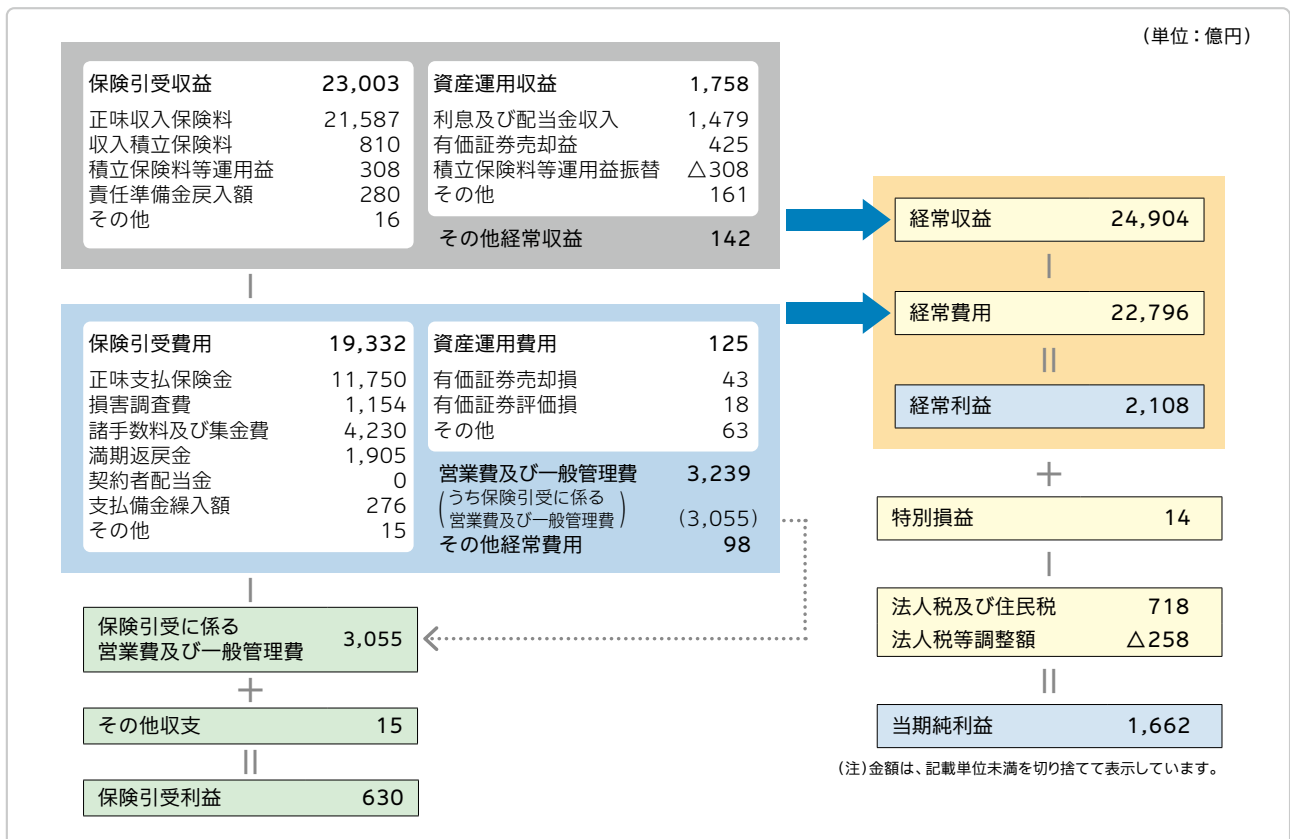 (単位：億円)
保険引受収益 23,003
正味収入保険料 21,587
収入積立保険料 810
積立保険料等運用益 308
責任準備金戻入額 280
その他 16
資産運用収益 1,758
利息及び配当金収入 1,479
有価証券売却益 425
積立保険料等運用益振替 △308
その他 161
その他経常収益 142
保険引受費用 19,332
正味支払保険金 11,750
損害調査費 1,154
諸手数料及び集金費 4,230
満期返戻金 1,905
契約者配当金 0
支払備金繰入額 276
その他 15
資産運用費用 125
有価証券売却損 43
有価証券評価損 18
その他 63
営業費及び一般管理費 3,239
(うち保険引受に係る
営業費及び一般管理費) (3,055)
その他経常費用 98
保険引受に係る
営業費及び一般管理費 3,055
＋
その他収支 15
保険引受利益 630
経常収益 24,904
経常費用 22,796
経常利益 2,108
＋
特別損益 14
法人税及び住民税 718
法人税等調整額 △258
当期純利益 1,662
(注)金額は、記載単位未満を切り捨てて表示しています。